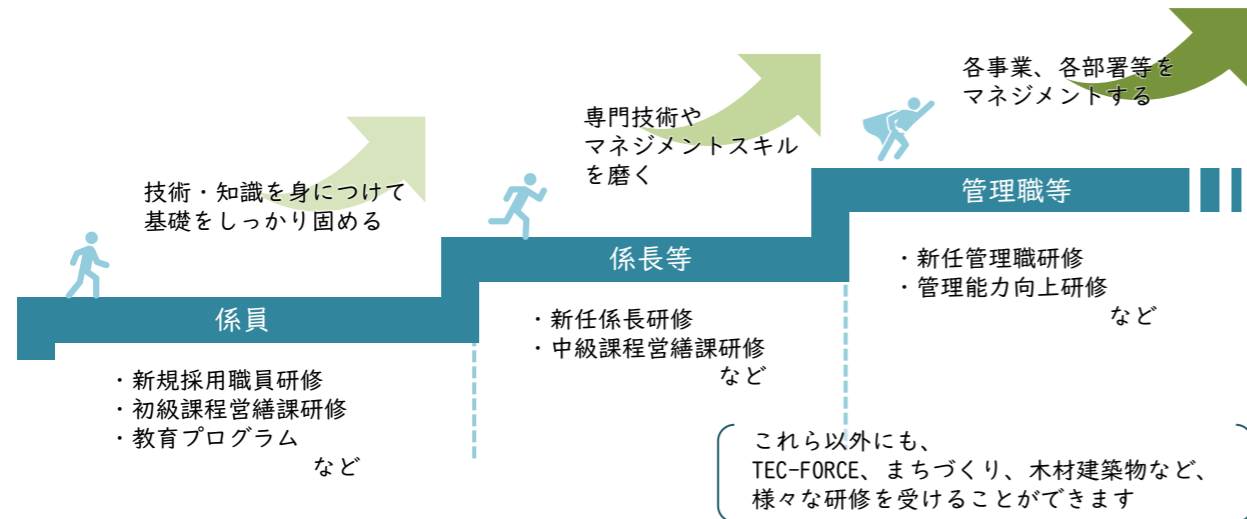 技術・知識を身につけて
基礎をしっかり固める
係員
・新規採用職員研修
・初級課程営繕課研修
・教育プログラム
など
専門技術や
マネジメントスキル
を磨く
係長等
・新任係長研修
・中級課程営繕課研修
など
各事業、各部署等を
マネジメントする
管理職等
・新任管理職研修
・管理能力向上研修
など
これら以外にも、
TEC-FORCE、まちづくり、木材建築物など、
様々な研修を受けることができます